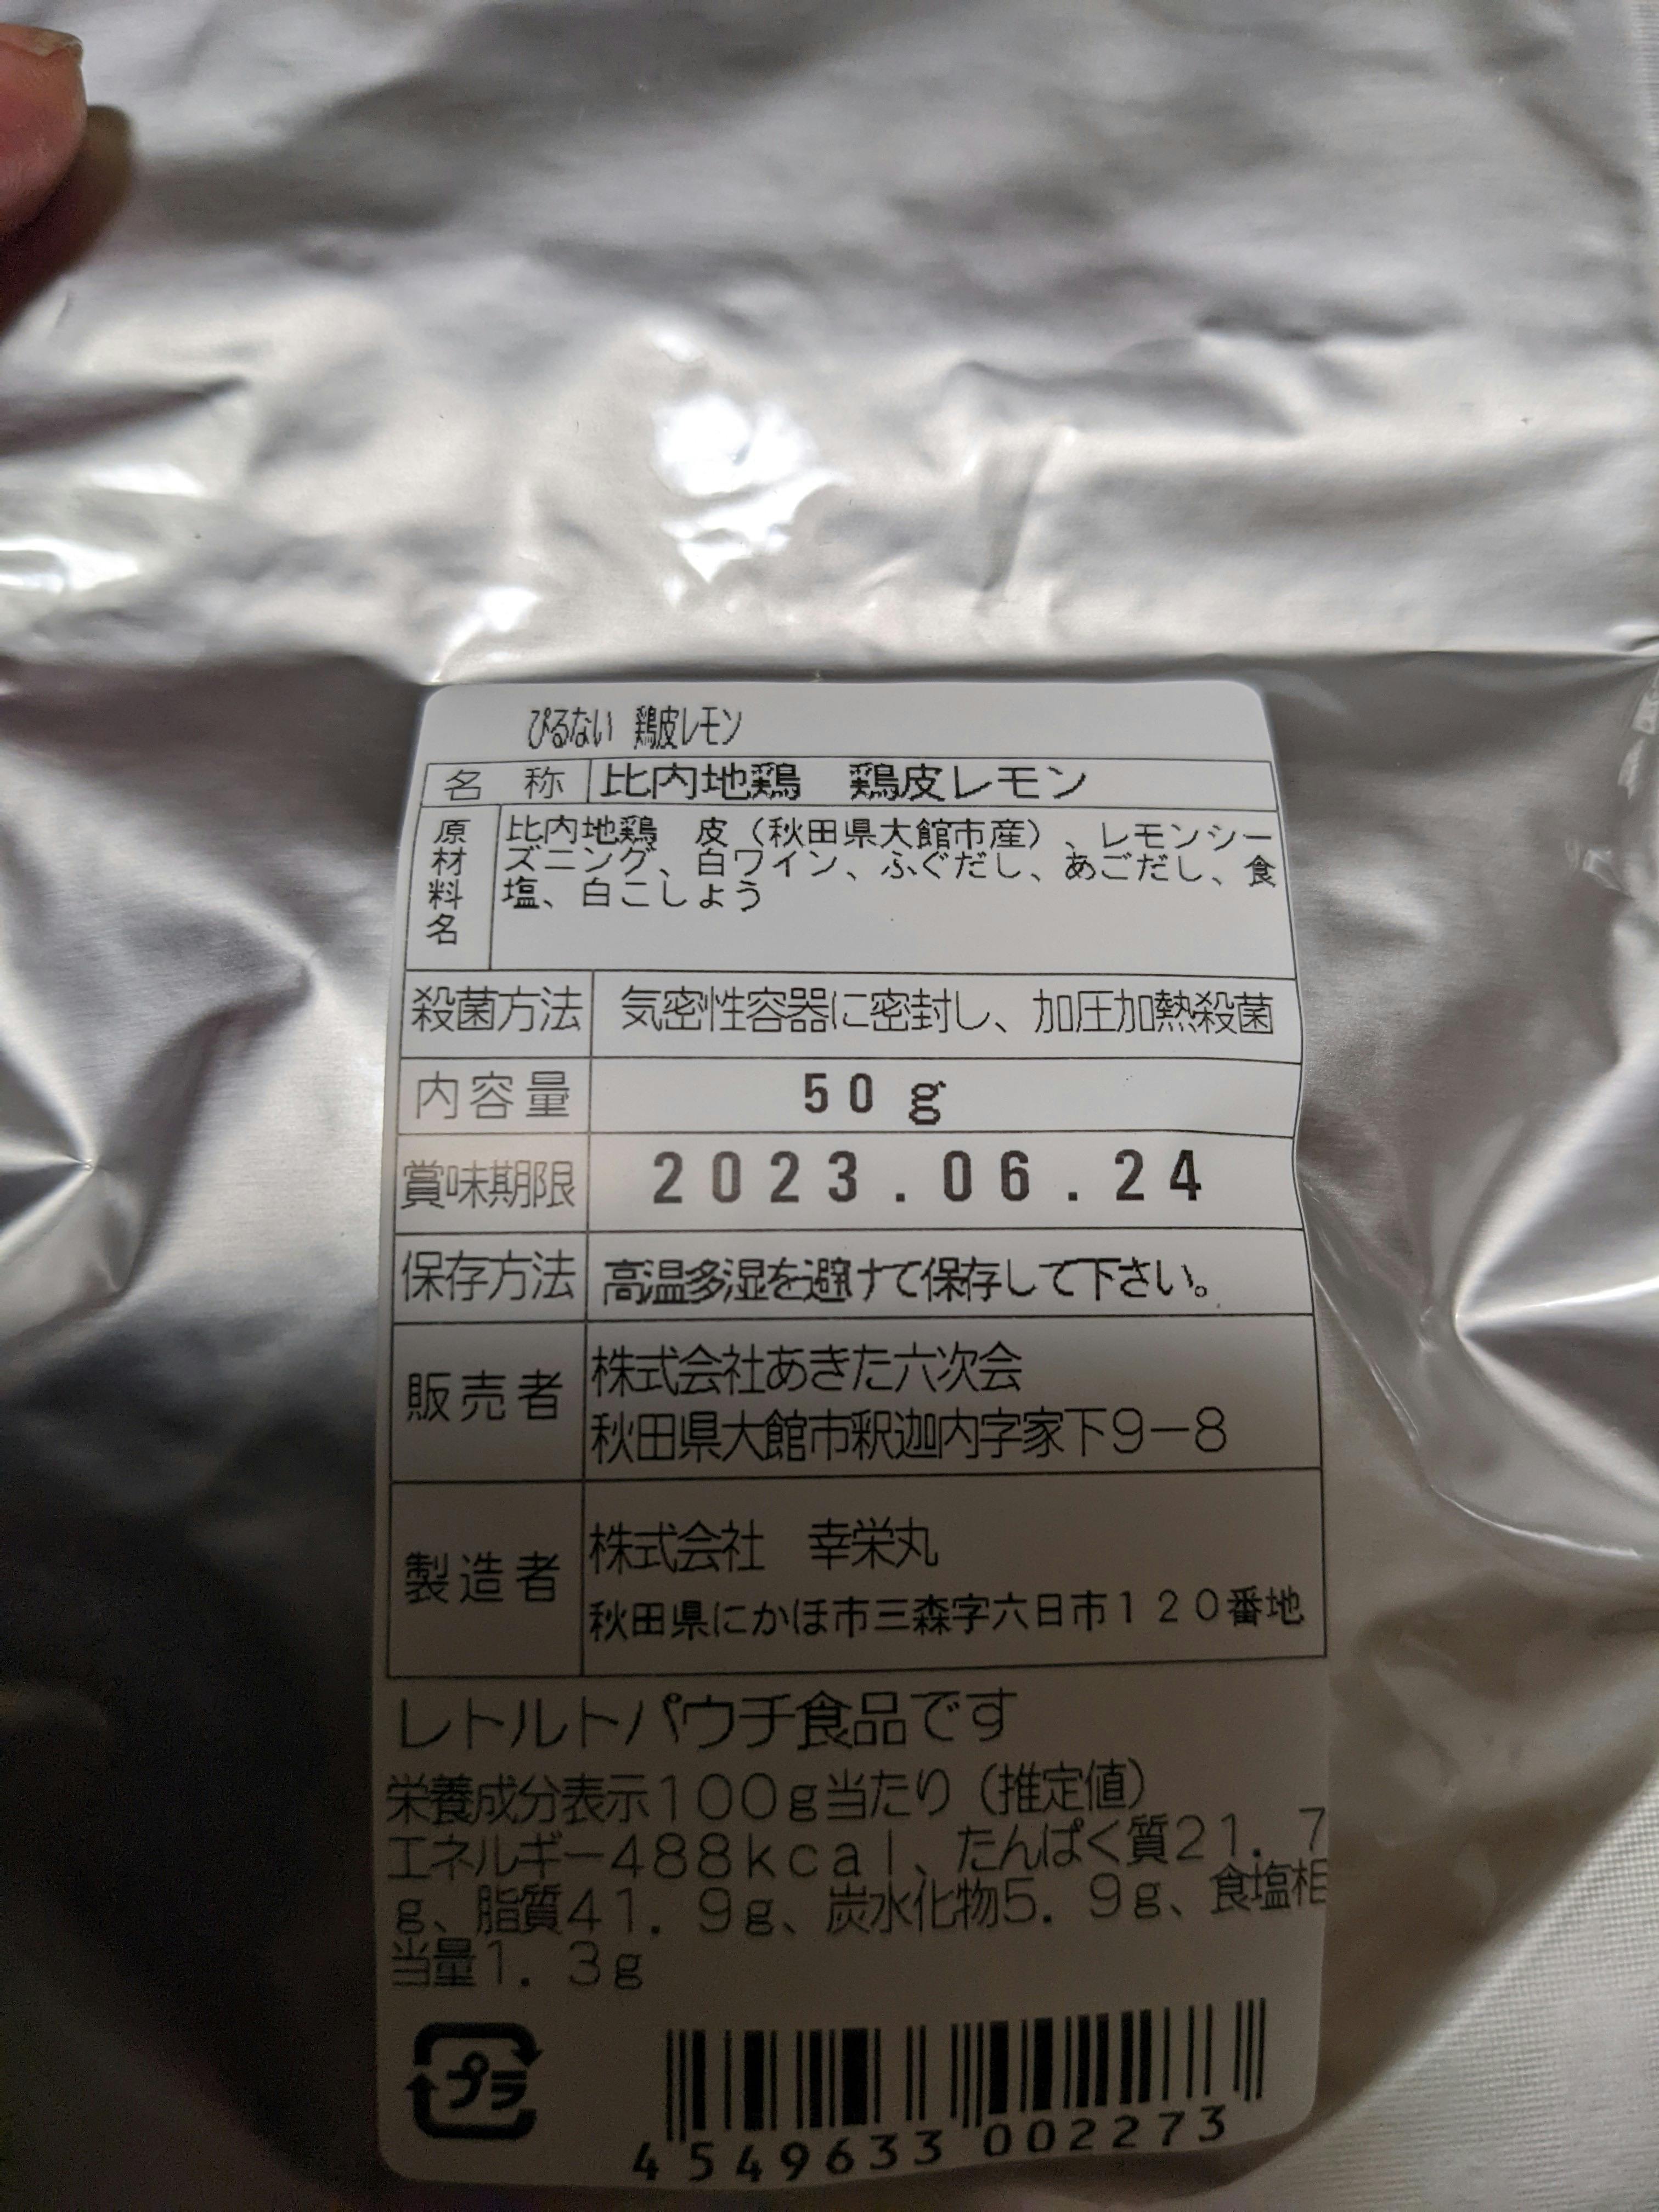 ぴるない 鶏皮レモン
名 称 比内地鶏 鶏皮レモン
原材料名
比内地鶏 皮（秋田県大館市産）、レモンシー
ズニング、白ワイン、ふぐだし、あごだし、食
塩、白こしょう
殺菌方法 気密性容器に密封し、加圧加熱殺菌
内容量 50g
賞味期限 2023.06.24
保存方法 高温多湿を避けて保存して下さい。
販売者
株式会社あきた六次会
秋田県大館市釈迦内字家下9－8
製造者
株式会社 幸栄丸
秋田県にかほ市三森字六日市120番地
レトルトパウチ食品です
栄養成分表示100g当たり（推定値）
エネルギー488kcal、たんぱく質21.7
g、脂質41.9g、炭水化物5.9g、食塩相
当量1.3g
プラ
4549633002273